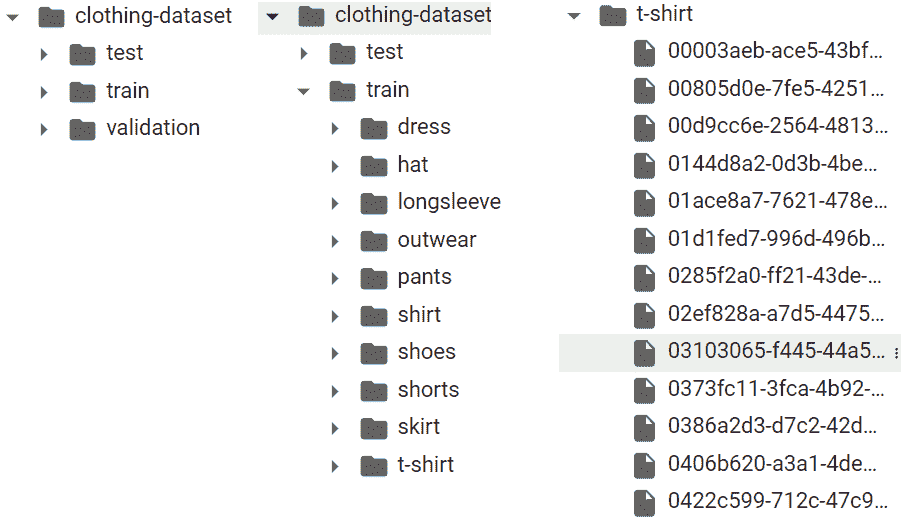 clothing-dataset
test
train
validation
clothing-dataset
test
train
dress
hat
longsleeve
outwear
pants
shirt
shoes
shorts
skirt
t-shirt
t-shirt
00003aeb-ace5-43bf...
00805d0e-7fe5-4251...
00d9cc6e-2564-4813...
0144d8a2-0d3b-4be...
01ace8a7-7621-478e...
01d1fed7-996d-496b...
0285f2a0-ff21-43de-...
02ef828a-a7d5-4475...
03103065-f445-44a5...
0373fc11-3fca-4b92-...
0386a2d3-d7c2-42d...
0406b620-a3a1-4de...
0422c599-712c-47c9...